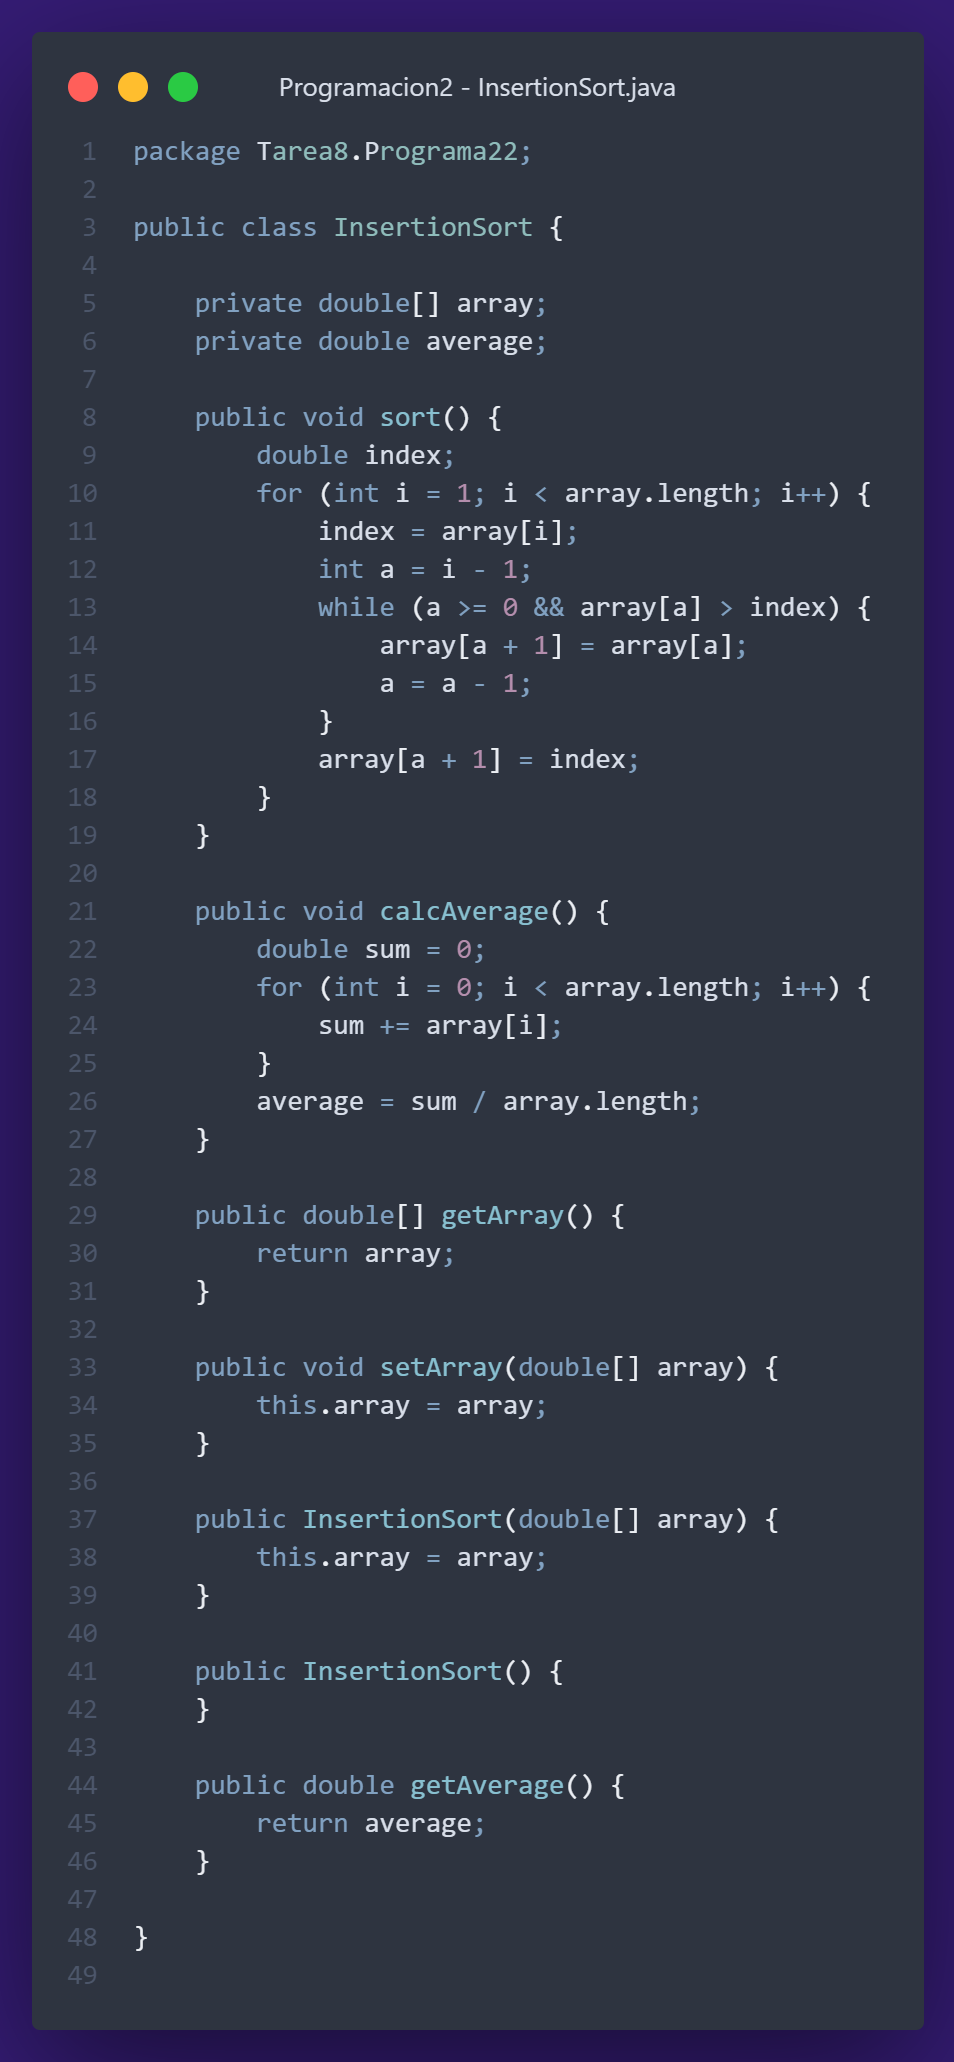 Programacion2 - InsertionSort.java
1 package Tarea8.Programa22;
2
3 public class InsertionSort {
4
5     private double[] array;
6     private double average;
7
8     public void sort() {
9         double index;
10         for (int i = 1; i < array.length; i++) {
11             index = array[i];
12             int a = i - 1;
13             while (a >= 0 && array[a] > index) {
14                 array[a + 1] = array[a];
15                 a = a - 1;
16             }
17             array[a + 1] = index;
18         }
19     }
20
21     public void calcAverage() {
22         double sum = 0;
23         for (int i = 0; i < array.length; i++) {
24             sum += array[i];
25         }
26         average = sum / array.length;
27     }
28
29     public double[] getArray() {
30         return array;
31     }
32
33     public void setArray(double[] array) {
34         this.array = array;
35     }
36
37     public InsertionSort(double[] array) {
38         this.array = array;
39     }
40
41     public InsertionSort() {
42     }
43
44     public double getAverage() {
45         return average;
46     }
47
48 }
49